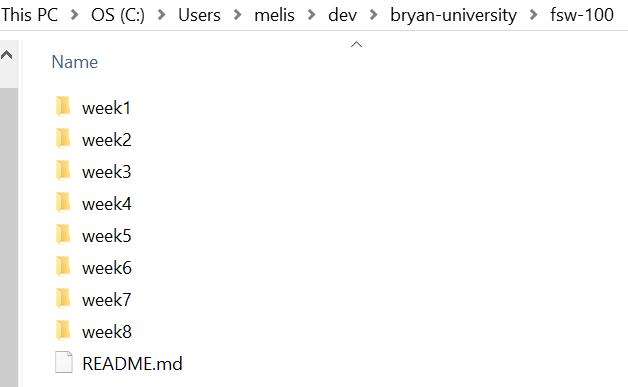 This PC > OS (C:) > Users > melis > dev > bryan-university > fsw-100
Name
week1
week2
week3
week4
week5
week6
week7
week8
README.md